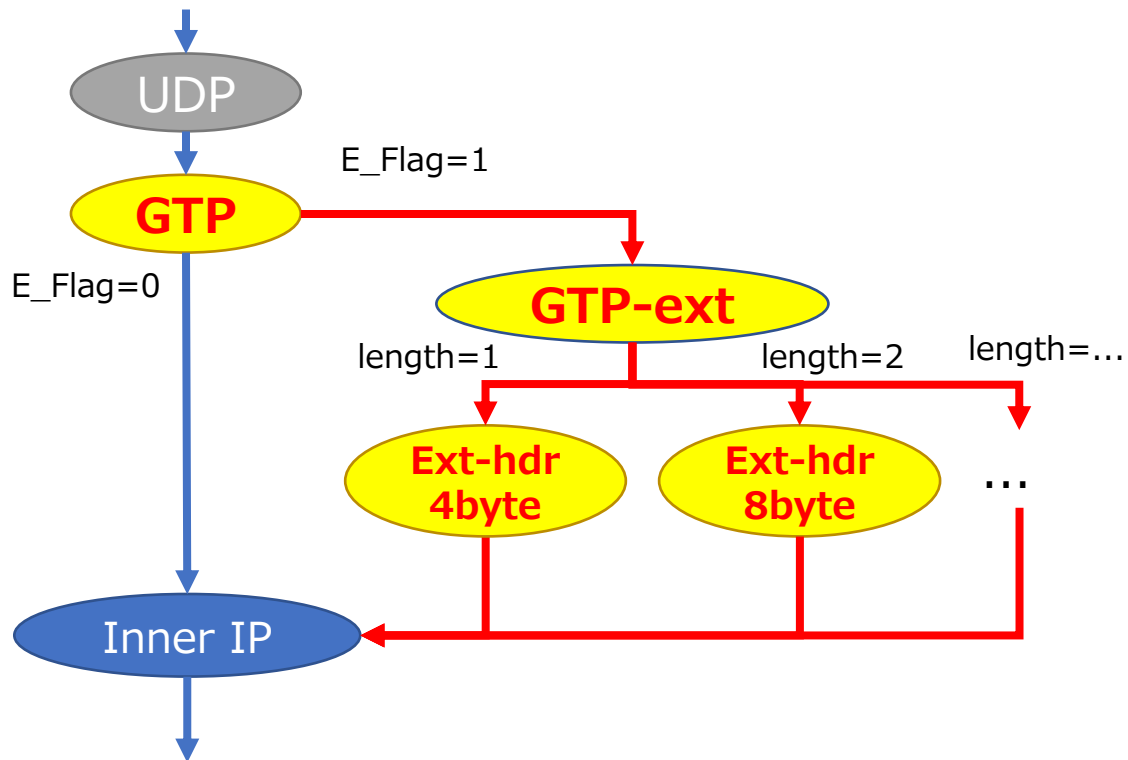 UDP
E_Flag=1
GTP
E_Flag=0
GTP-ext
length=1
length=2
length=...
Ext-hdr
4byte
Ext-hdr
8byte
...
Inner IP